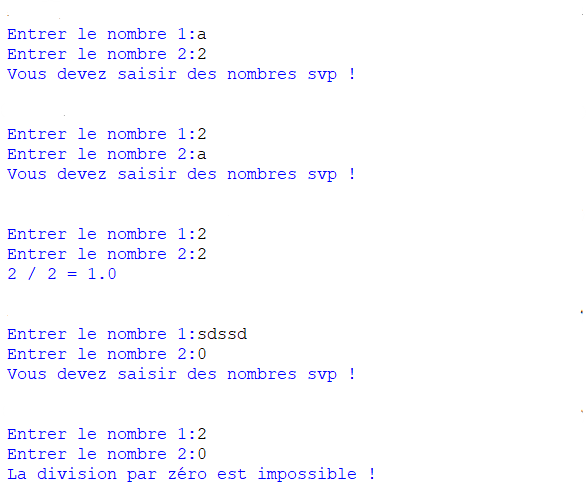 Entrer le nombre 1:a
Entrer le nombre 2:2
Vous devez saisir des nombres svp !
Entrer le nombre 1:2
Entrer le nombre 2:a
Vous devez saisir des nombres svp !
Entrer le nombre 1:2
Entrer le nombre 2:2
2 / 2 = 1.0
Entrer le nombre 1:sdssd
Entrer le nombre 2:0
Vous devez saisir des nombres svp !
Entrer le nombre 1:2
Entrer le nombre 2:0
La division par zéro est impossible !